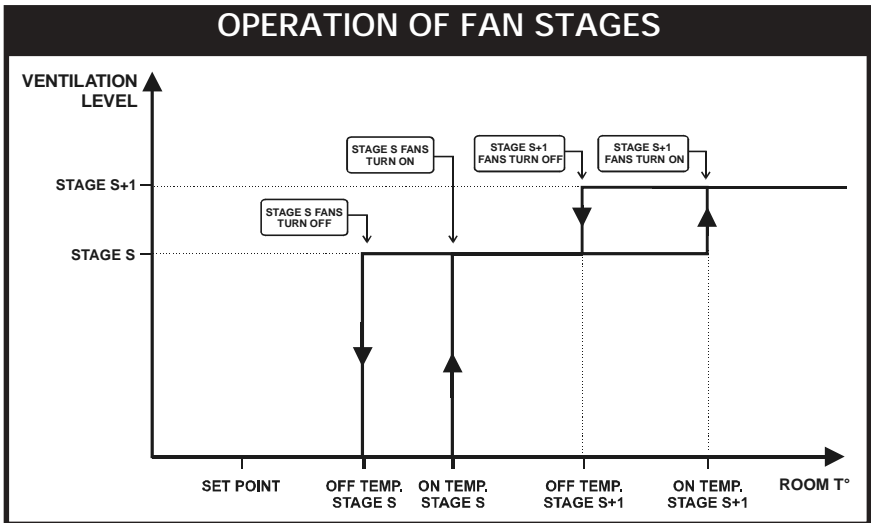 OPERATION OF FAN STAGES
VENTILATION
LEVEL
STAGE S FANS
TURN ON
STAGE S+1
FANS TURN OFF
STAGE S+1
FANS TURN ON
STAGE S+1
STAGE S FANS
TURN OFF
STAGE S
SET POINT
OFF TEMP.
STAGE S
ON TEMP.
STAGE S
OFF TEMP.
STAGE S+1
ON TEMP.
STAGE S+1
ROOM T°